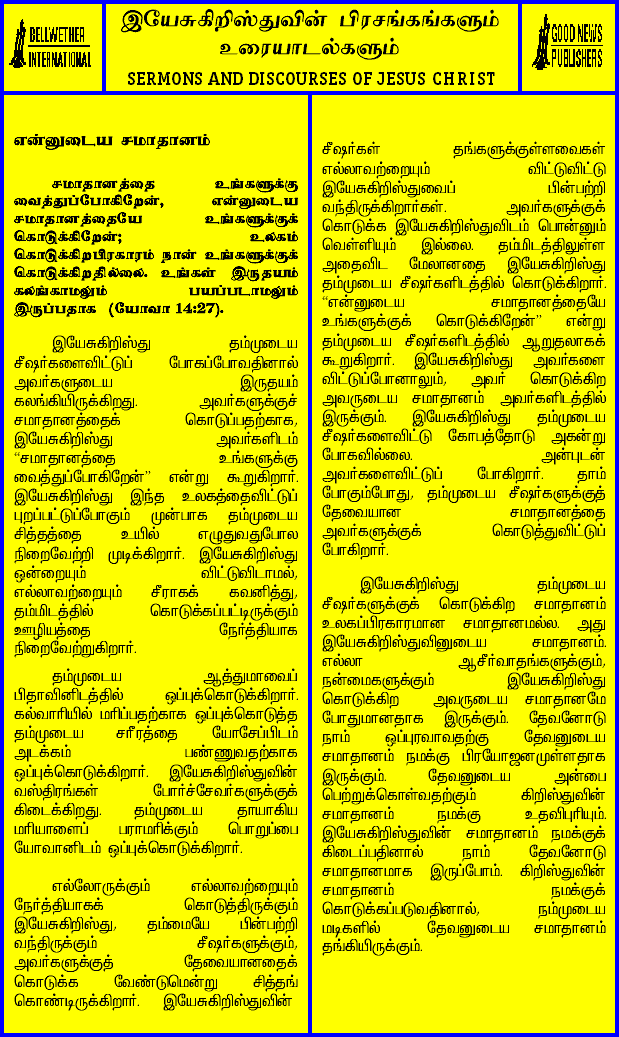 BELLWETHER
INTERNATIONAL
இயேசுகிறிஸ்துவின் பிரசங்கங்களும்
உரையாடல்களும்
SERMONS AND DISCOURSES OF JESUS CHRIST
GOOD NEWS
PUBLISHERS
என்னுடைய சமாதானம்
சமாதானத்தை உங்களுக்கு
வைத்துப்போகிறேன், என்னுடைய
சமாதானத்தையே உங்களுக்குக்
கொடுக்கிறேன்; உலகம்
கொடுக்கிறபிரகாரம் நான் உங்களுக்குக்
கொடுக்கிறதில்லை. உங்கள் இருதயம்
கலங்காமலும் பயப்படாமலும்
இருப்பதாக (யோவா 14:27).
இயேசுகிறிஸ்து தம்முடைய
சீஷர்களைவிட்டுப் போகப்போவதினால்
அவர்களுடைய இருதயம்
கலங்கியிருக்கிறது. அவர்களுக்குச்
சமாதானத்தைக் கொடுப்பதற்காக,
இயேசுகிறிஸ்து அவர்களிடம்
“சமாதானத்தை உங்களுக்கு
வைத்துப்போகிறேன்” என்று கூறுகிறார்.
இயேசுகிறிஸ்து இந்த உலகத்தைவிட்டுப்
புறப்பட்டுப்போகும் முன்பாக தம்முடைய
சித்தத்தை உயில் எழுதுவதுபோல
நிறைவேற்றி முடிக்கிறார். இயேசுகிறிஸ்து
ஒன்றையும் விட்டுவிடாமல்,
எல்லாவற்றையும் சீராகக் கவனித்து,
தம்மிடத்தில் கொடுக்கப்பட்டிருக்கும்
ஊழியத்தை நேர்த்தியாக
நிறைவேற்றுகிறார்.
தம்முடைய ஆத்துமாவைப்
பிதாவினிடத்தில் ஒப்புக்கொடுக்கிறார்.
கல்வாரியில் மரிப்பதற்காக ஒப்புக்கொடுத்த
தம்முடைய சரீரத்தை யோசேப்பிடம்
அடக்கம் பண்ணுவதற்காக
ஒப்புக்கொடுக்கிறார். இயேசுகிறிஸ்துவின்
வஸ்திரங்கள் போர்ச்சேவர்களுக்குக்
கிடைக்கிறது. தம்முடைய தாயாகிய
மரியாளைப் பராமரிக்கும் பொறுப்பை
யோவானிடம் ஒப்புக்கொடுக்கிறார்.
எல்லோருக்கும் எல்லாவற்றையும்
நேர்த்தியாகக் கொடுத்திருக்கும்
இயேசுகிறிஸ்து, தம்மையே பின்பற்றி
வந்திருக்கும் சீஷர்களுக்கும்,
அவர்களுக்குத் தேவையானதைக்
கொடுக்க வேண்டுமென்று சித்தங்
கொண்டிருக்கிறார். இயேசுகிறிஸ்துவின்
சீஷர்கள் தங்களுக்குள்ளவைகள்
எல்லாவற்றையும் விட்டுவிட்டு
இயேசுகிறிஸ்துவைப் பின்பற்றி
வந்திருக்கிறார்கள். அவர்களுக்குக்
கொடுக்க இயேசுகிறிஸ்துவிடம் பொன்னும்
வெள்ளியும் இல்லை. தம்மிடத்திலுள்ள
அதைவிட மேலானதை இயேசுகிறிஸ்து
தம்முடைய சீஷர்களிடத்தில் கொடுக்கிறார்.
“என்னுடைய சமாதானத்தையே
உங்களுக்குக் கொடுக்கிறேன்” என்று
தம்முடைய சீஷர்களிடத்தில் ஆறுதலாகக்
கூறுகிறார். இயேசுகிறிஸ்து அவர்களை
விட்டுப்போனாலும், அவர் கொடுக்கிற
அவருடைய சமாதானம் அவர்களிடத்தில்
இருக்கும். இயேசுகிறிஸ்து தம்முடைய
சீஷர்களைவிட்டு கோபத்தோடு அகன்று
போகவில்லை. அன்புடன்
அவர்களைவிட்டுப் போகிறார். தாம்
போகும்போது, தம்முடைய சீஷர்களுக்குத்
தேவையான சமாதானத்தை
அவர்களுக்குக் கொடுத்துவிட்டுப்
போகிறார்.
இயேசுகிறிஸ்து தம்முடைய
சீஷர்களுக்குக் கொடுக்கிற சமாதானம்
உலகப்பிரகாரமான சமாதானமல்ல. அது
இயேசுகிறிஸ்துவினுடைய சமாதானம்.
எல்லா ஆசீர்வாதங்களுக்கும்,
நன்மைகளுக்கும் இயேசுகிறிஸ்து
கொடுக்கிற அவருடைய சமாதானமே
போதுமானதாக இருக்கும். தேவனோடு
நாம் ஒப்புரவாவதற்கு தேவனுடைய
சமாதானம் நமக்கு பிரயோஜனமுள்ளதாக
இருக்கும். தேவனுடைய அன்பை
பெற்றுக்கொள்வதற்கும் கிறிஸ்துவின்
சமாதானம் நமக்கு உதவிபுரியும்.
இயேசுகிறிஸ்துவின் சமாதானம் நமக்குக்
கிடைப்பதினால் நாம் தேவனோடு
சமாதானமாக இருப்போம். கிறிஸ்துவின்
சமாதானம் நமக்குக்
கொடுக்கப்படுவதினால், நம்முடைய
மடிகளில் தேவனுடைய சமாதானம்
தங்கியிருக்கும்.